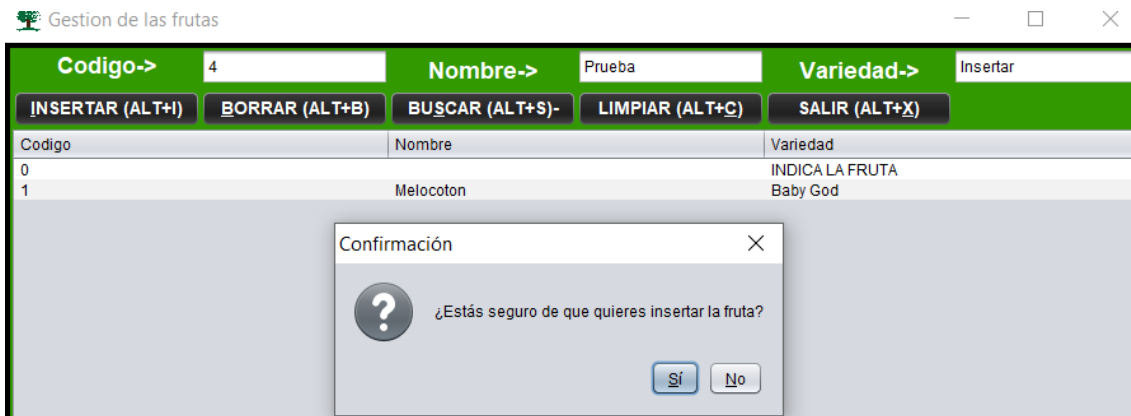 Gestion de las frutas
Codigo-> 4 Nombre-> Prueba Variedad-> Insertar
INSERTAR (ALT+I) BORRAR (ALT+B) BUSCAR (ALT+S)- LIMPIAR (ALT+C) SALIR (ALT+X)
Codigo Nombre Variedad
0 INDICA LA FRUTA
1 Melocoton Baby God
Confirmación
¿Estás seguro de que quieres insertar la fruta?
Sí No